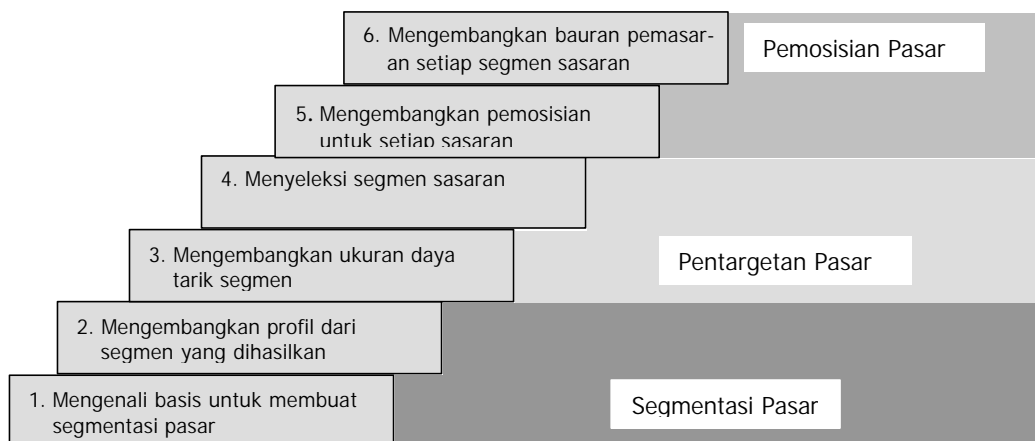 6. Mengembangkan bauran pemasar-
an setiap segmen sasaran
Pemosisian Pasar
5. Mengembangkan pemosisian
untuk setiap sasaran
4. Menyeleksi segmen sasaran
3. Mengembangkan ukuran daya
tarik segmen
Pentargetan Pasar
2. Mengembangkan profil dari
segmen yang dihasilkan
1. Mengenali basis untuk membuat
segmentasi pasar
Segmentasi Pasar